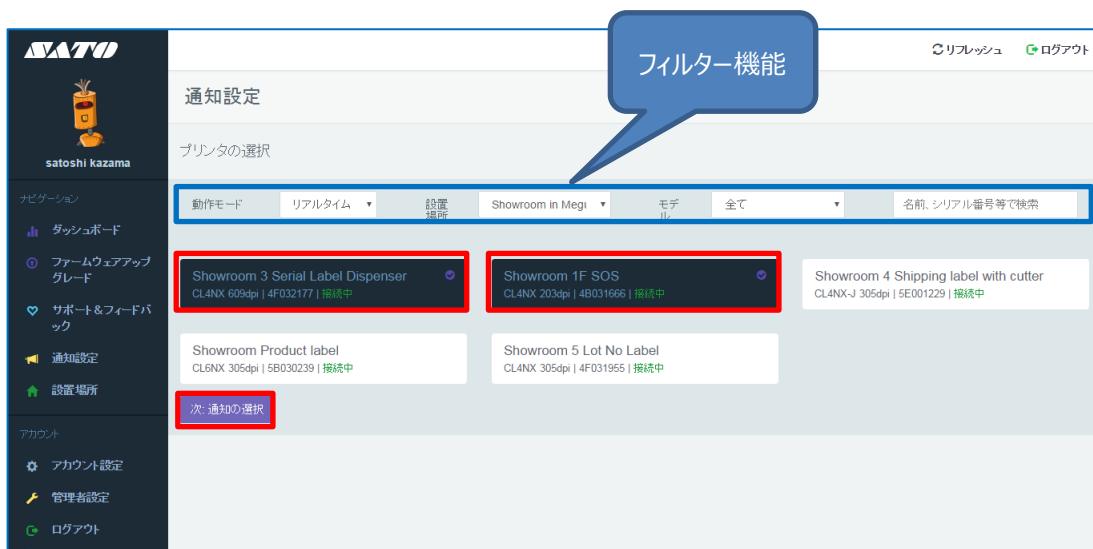 フィルター機能
SATO
リフレッシュ ログアウト
satoshi kazama
ナビゲーション
ダッシュボード
ファームウェアアップ
グレード
サポート＆フィードバ
ック
通知設定
設置場所
アカウント
アカウント設定
管理者設定
ログアウト
通知設定
プリンタの選択
動作モード リアルタイム 設置
場所 Showroom in Megu モデ
ル 全て 名前、シリアル番号等で検索
Showroom 3 Serial Label Dispenser
CL4NX 609dpi | 4F032177 | 接続中
Showroom 1F SOS
CL4NX 203dpi | 4B031666 | 接続中
Showroom 4 Shipping label with cutter
CL4NX-J 305dpi | 5E001229 | 接続中
Showroom Product label
CL6NX 305dpi | 5B030239 | 接続中
Showroom 5 Lot No Label
CL4NX 305dpi | 4F031955 | 接続中
次: 通知の選択